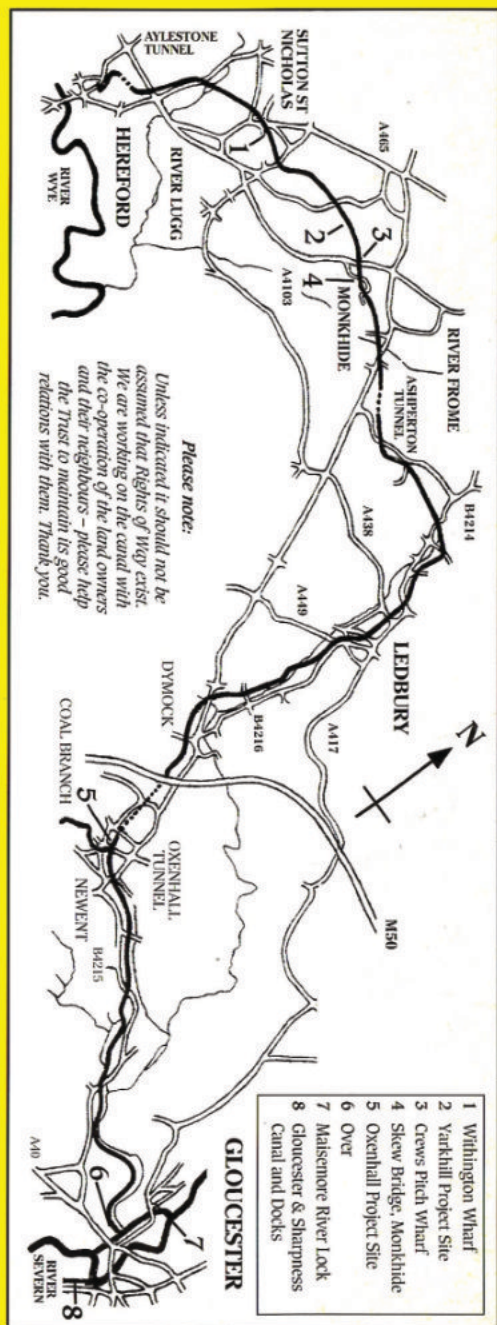 AYLESTONE
TUNNEL
SUTTON ST
NICHOLAS
HEREFORD
RIVER
WYE
RIVER LUGG
1
A465
2
3
4
MONKHIDE
A4103
RIVER FROME
ASHPERTON
TUNNEL
B4214
A438
A449
LEDBURY
A417
N
Please note:
Unless indicated it should not be
assumed that Rights of Way exist.
We are working on the canal with
the co-operation of the land owners
and their neighbours – please help
the Trust to maintain its good
relations with them. Thank you.
DYMOCK
B4216
COAL BRANCH
5
OXENHALL
TUNNEL
NEWENT
M50
B4215
A40
6
GLOUCESTER
7
RIVER
SEVERN
8
1 Withington Wharf
2 Yarkhill Project Site
3 Crews Pitch Wharf
4 Skew Bridge, Monkhide
5 Oxenhall Project Site
6 Over
7 Maisemore River Lock
8 Gloucester & Sharpness
Canal and Docks